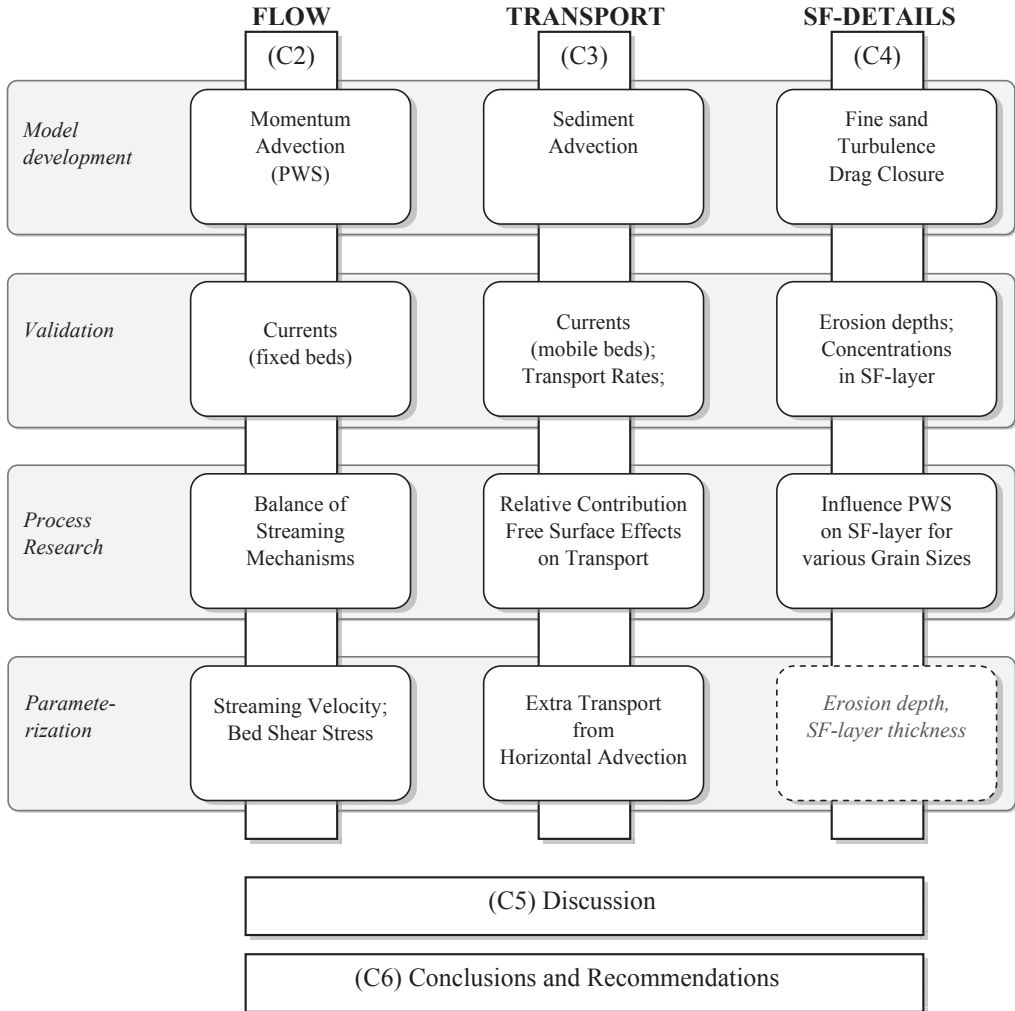 FLOW
TRANSPORT
SF-DETAILS
(C2)
(C3)
(C4)
Model
development
Momentum
Advection
(PWS)
Sediment
Advection
Fine sand
Turbulence
Drag Closure
Validation
Currents
(fixed beds)
Currents
(mobile beds);
Transport Rates;
Erosion depths;
Concentrations
in SF-layer
Process
Research
Balance of
Streaming
Mechanisms
Relative Contribution
Free Surface Effects
on Transport
Influence PWS
on SF-layer for
various Grain Sizes
Paramete-
rization
Streaming Velocity;
Bed Shear Stress
Extra Transport
from
Horizontal Advection
Erosion depth,
SF-layer thickness
(C5) Discussion
(C6) Conclusions and Recommendations